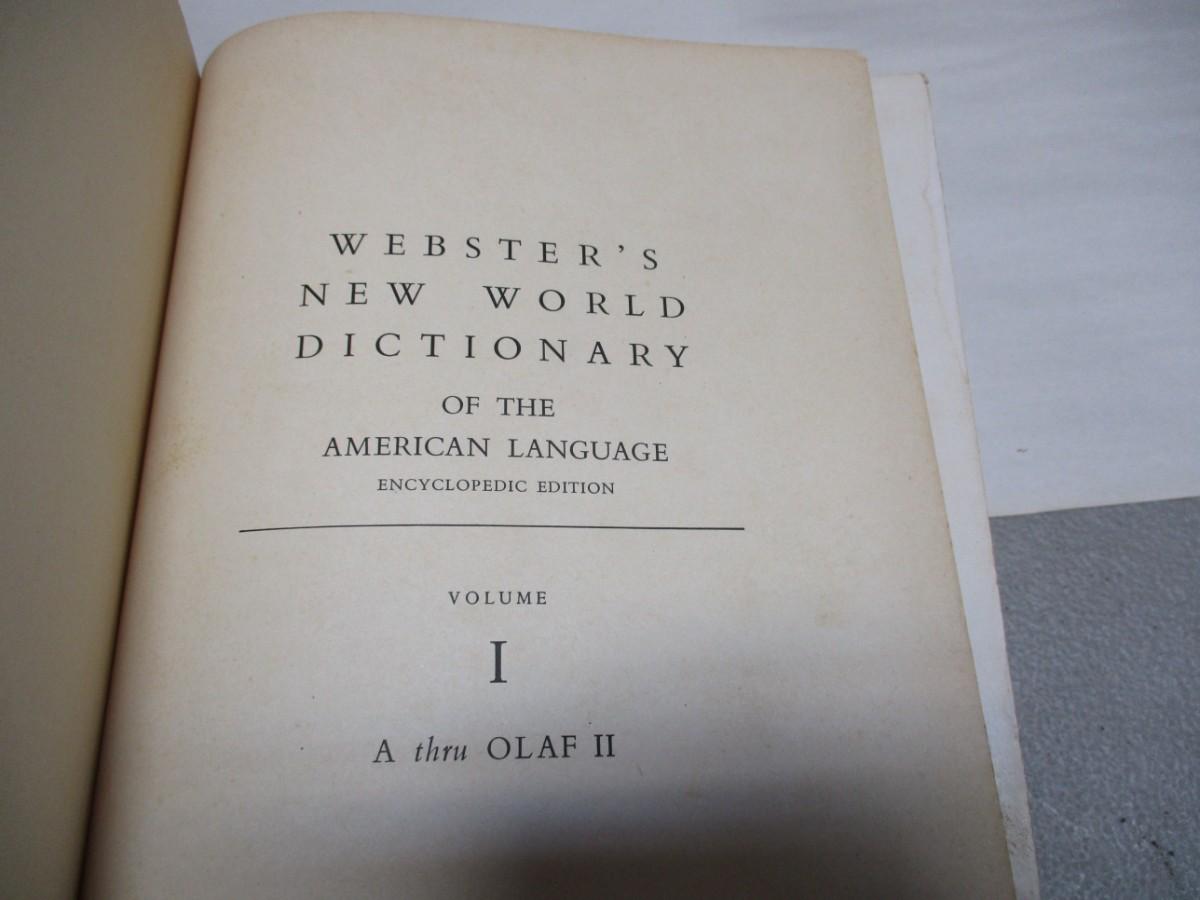 WEBSTER'S
NEW WORLD
DICTIONARY
OF THE
AMERICAN LANGUAGE
ENCYCLOPEDIC EDITION
VOLUME
I
A thru OLAF II